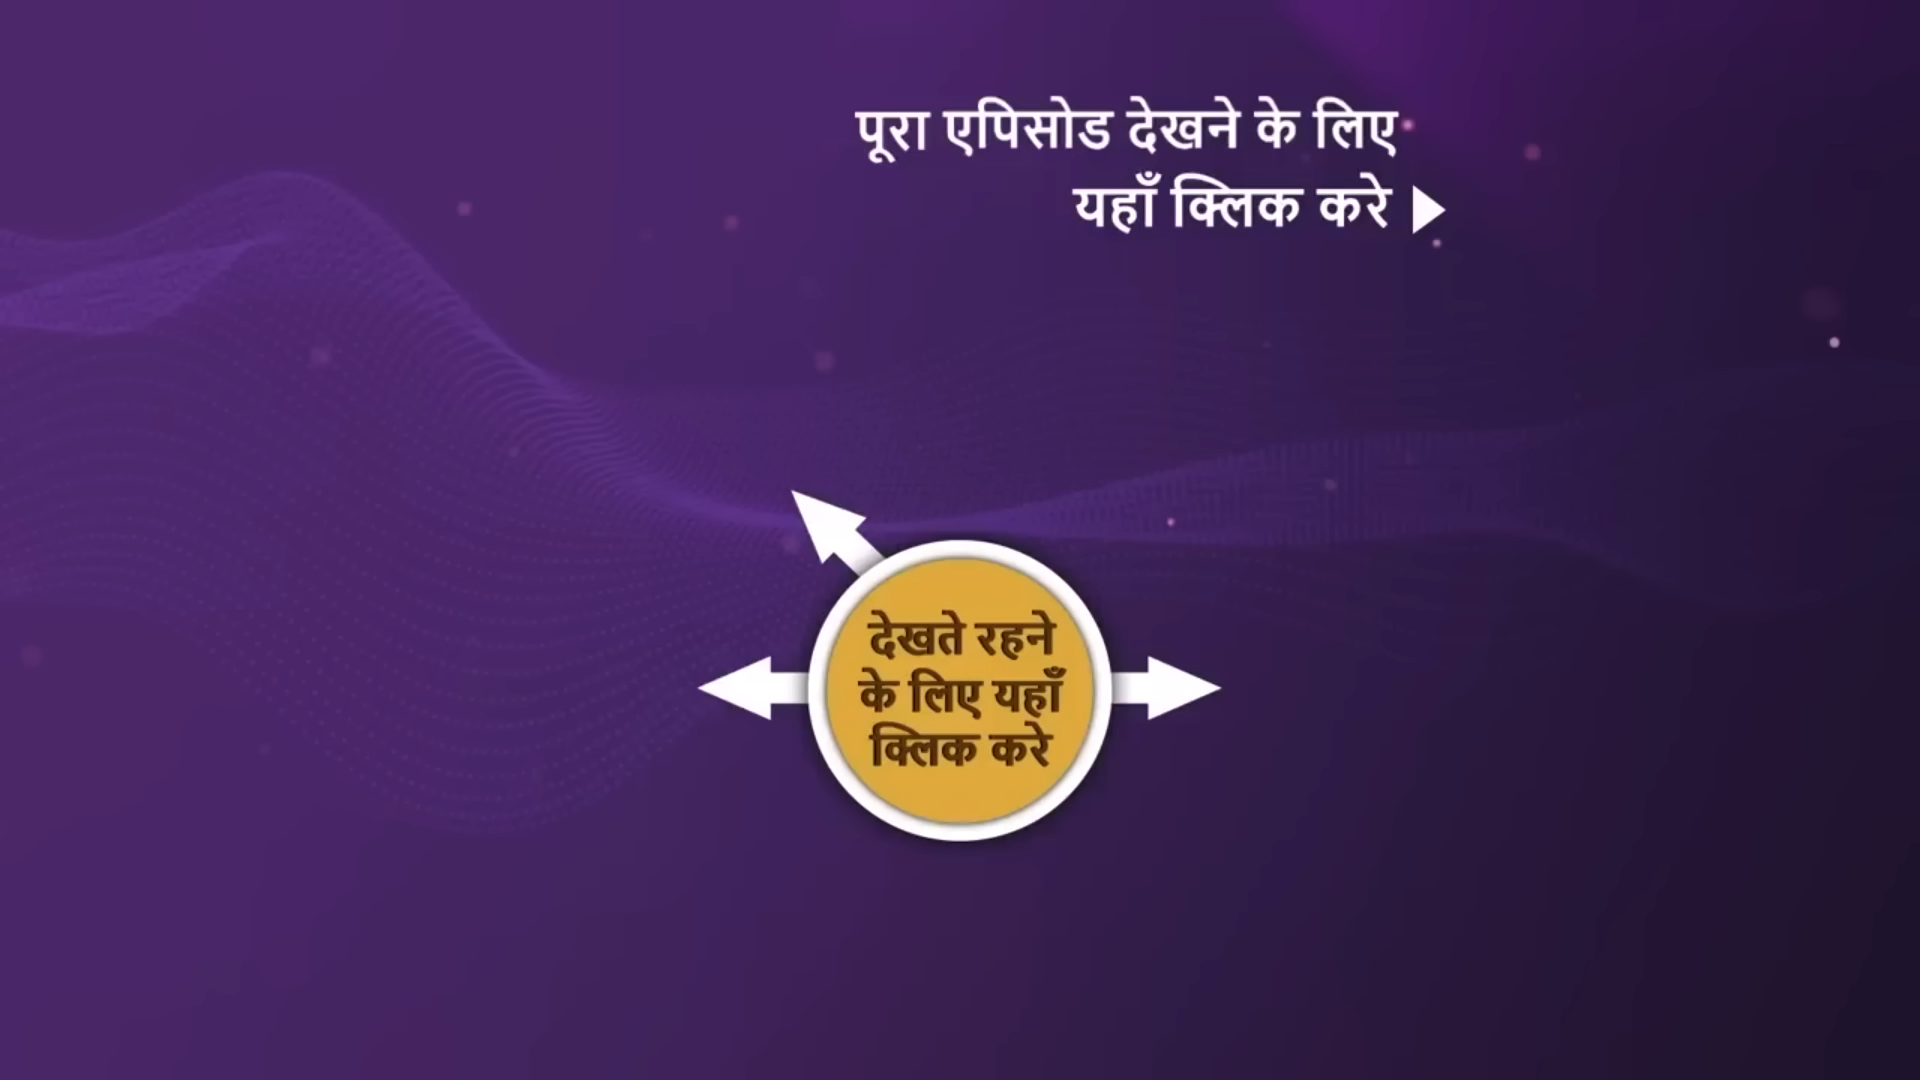 पूरा एपिसोड देखने के लिए
यहाँ क्लिक करे
देखते रहने
के लिए यहाँ
क्लिक करे